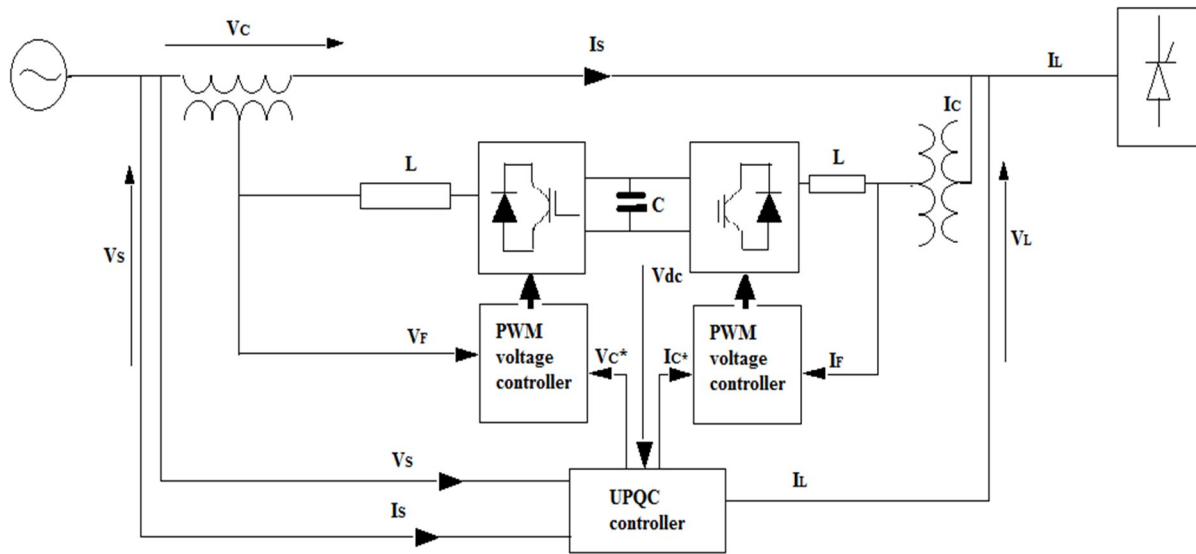 VC
IS
IL
IC
L
L
C
VS
VL
Vdc
VF
PWM
voltage
controller
VC*
IC*
PWM
voltage
controller
IF
VS
IS
UPQC
controller
IL